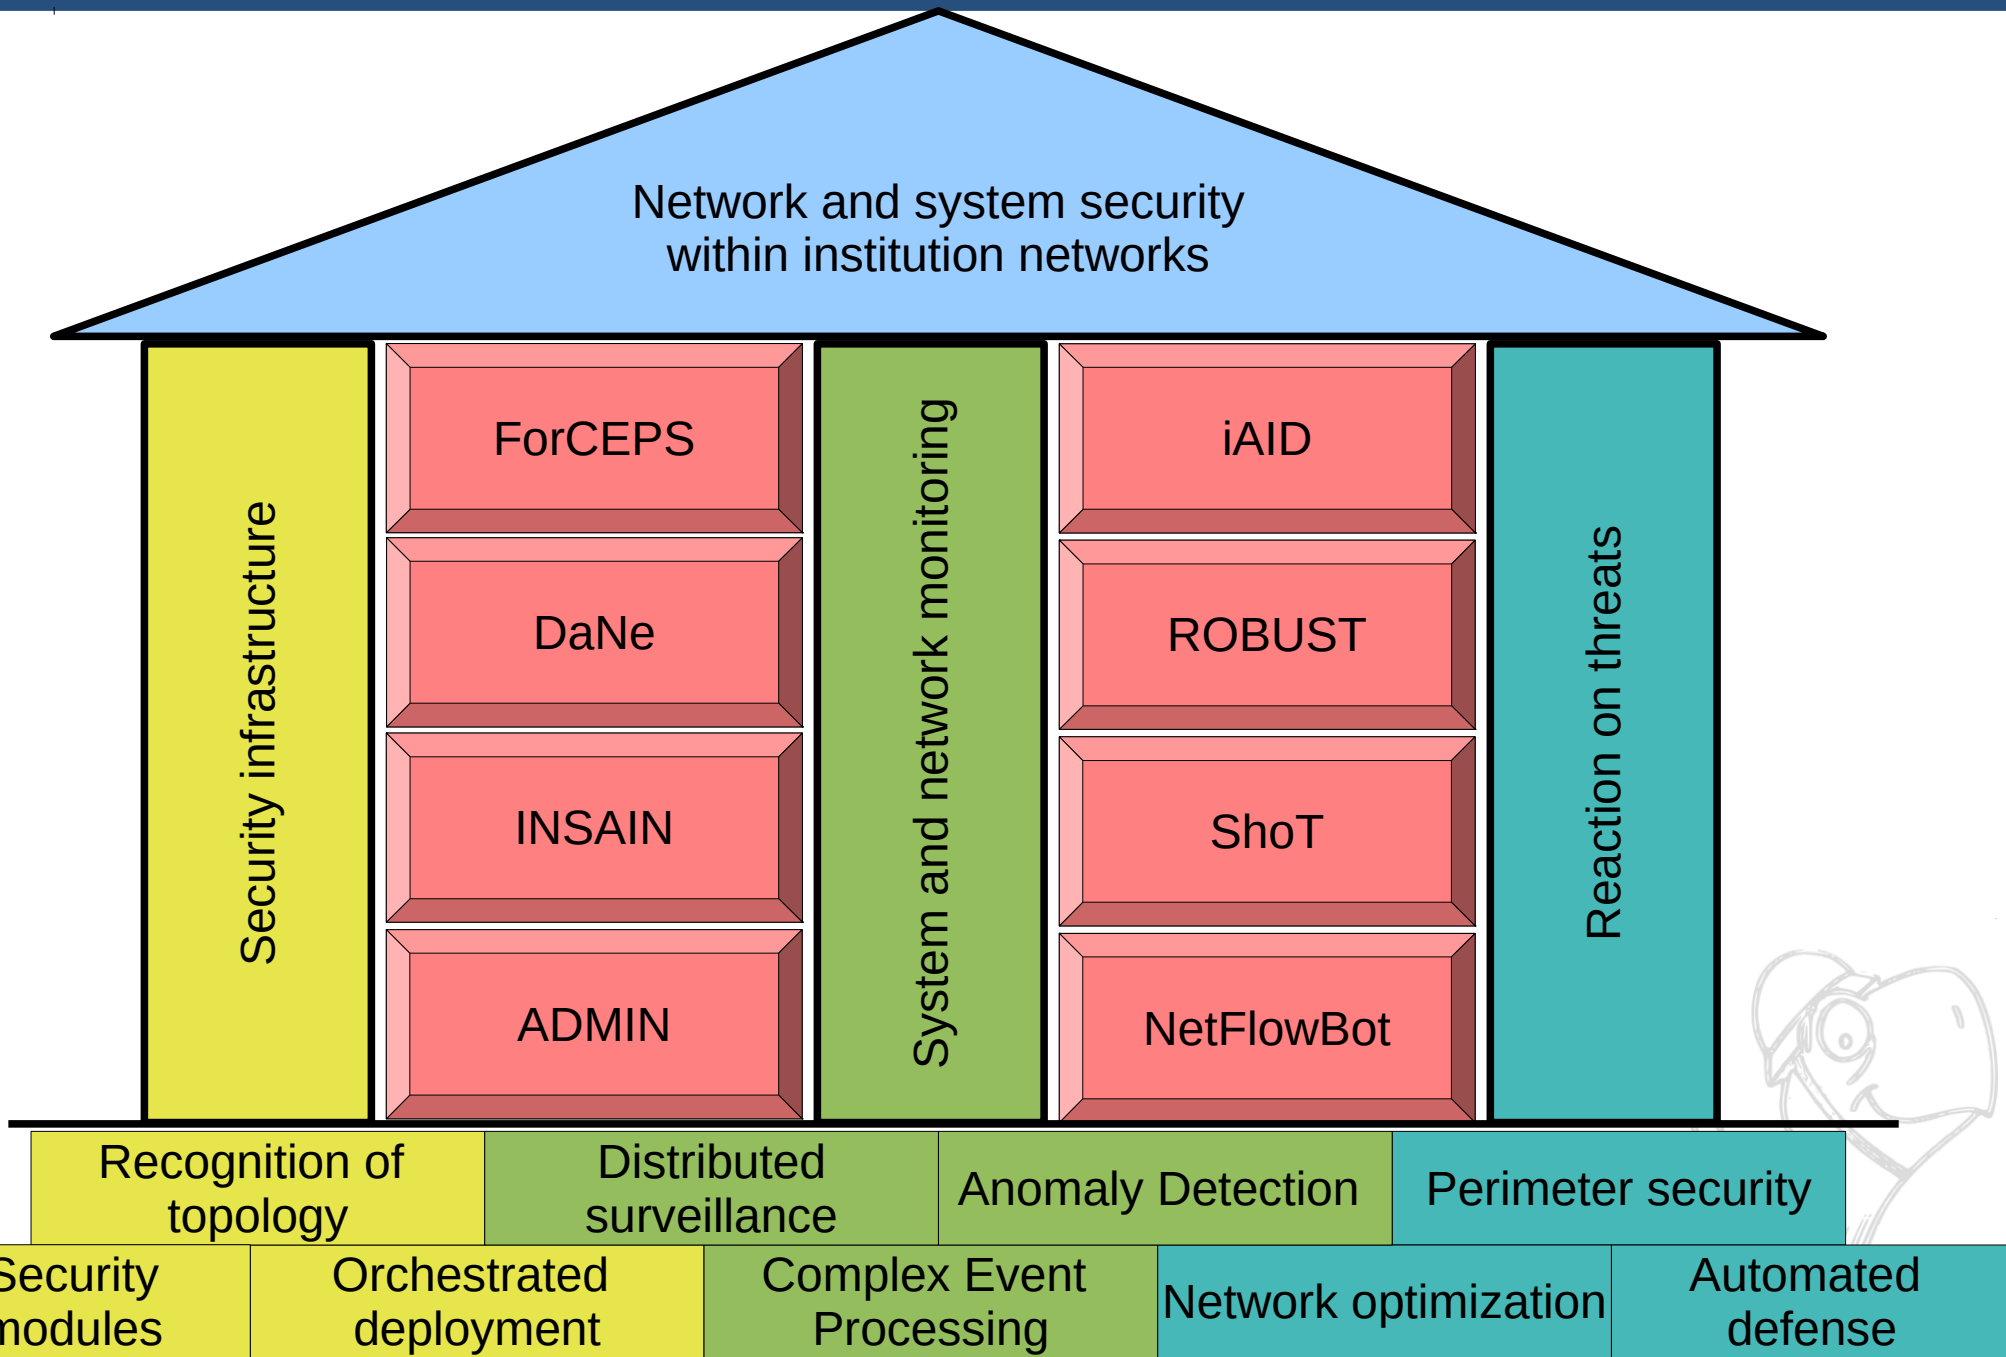 Network and system security
within institution networks
Security infrastructure
ForCEPS
DaNe
INSAIN
ADMIN
System and network monitoring
iAID
ROBUST
ShoT
NetFlowBot
Reaction on threats
Recognition of
topology
Distributed
surveillance
Anomaly Detection
Perimeter security
Security
modules
Orchestrated
deployment
Complex Event
Processing
Network optimization
Automated
defense